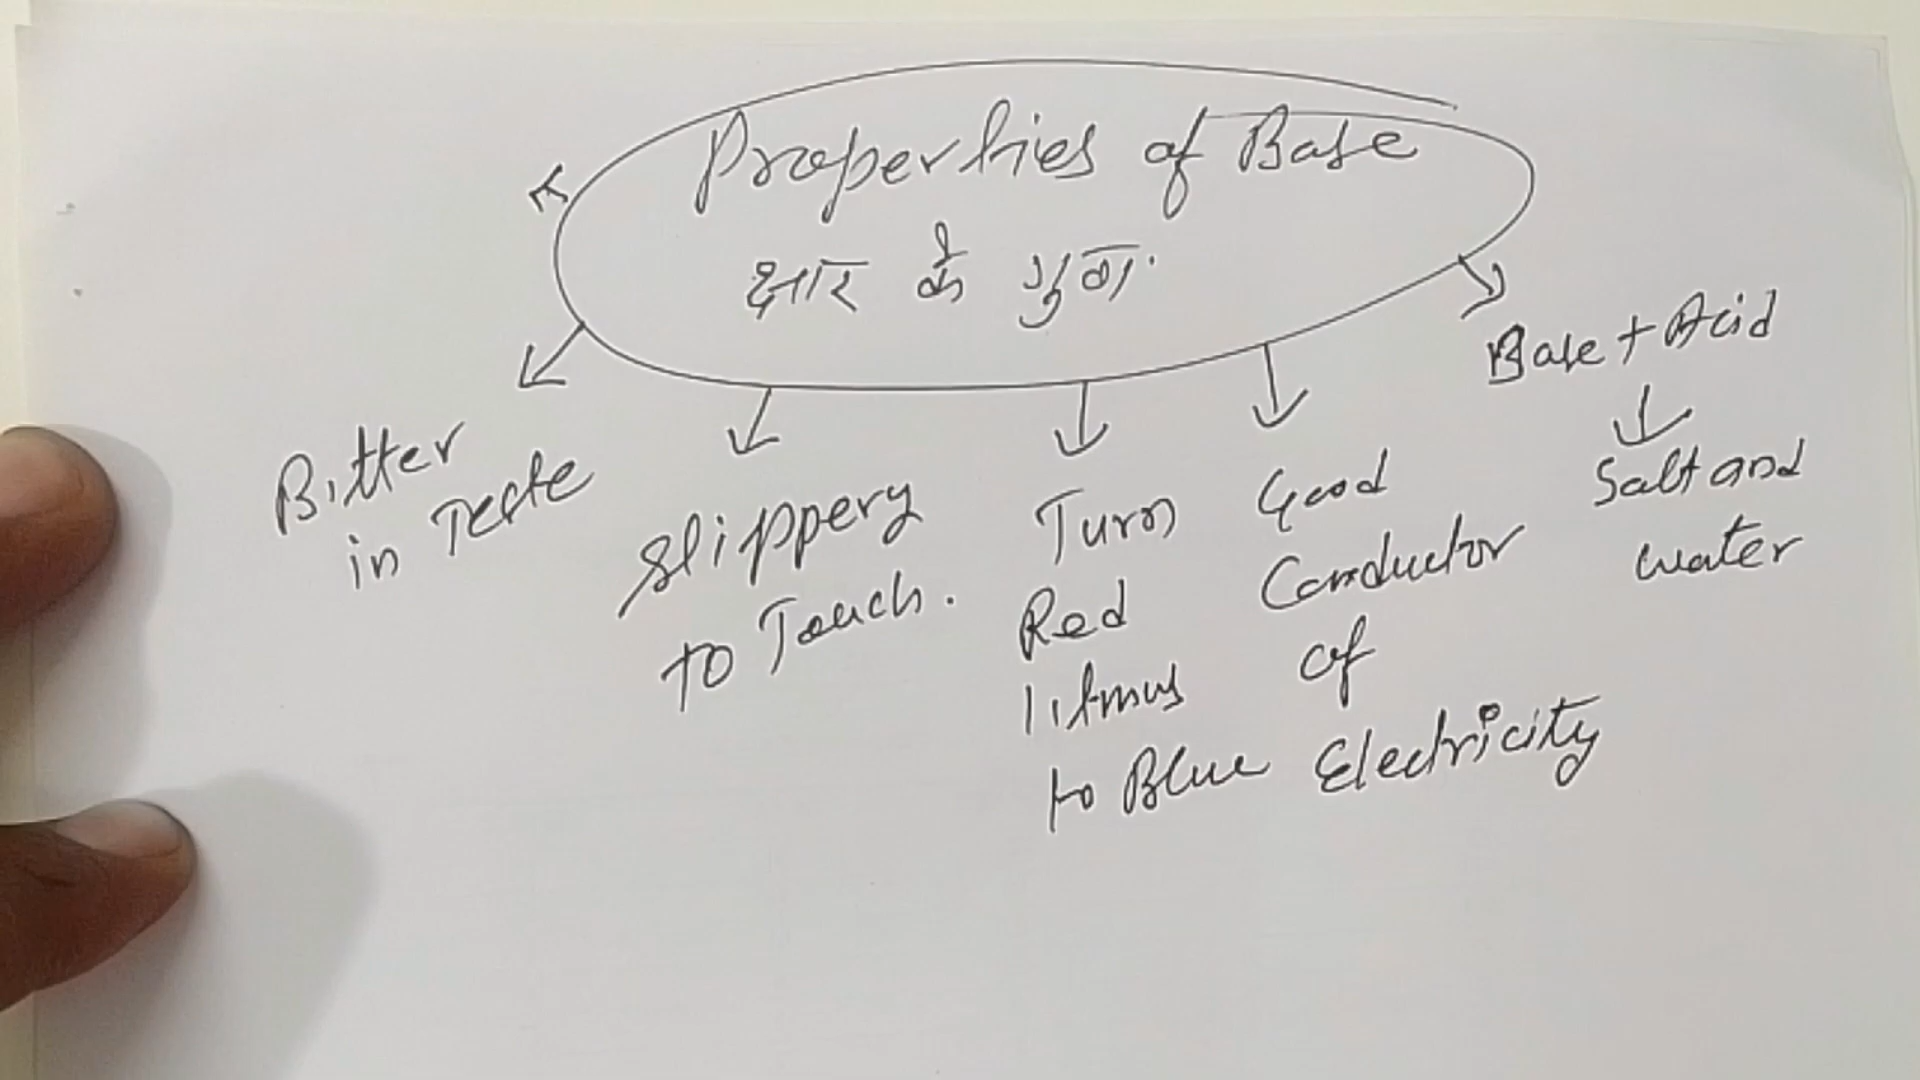 Properties of Base
क्षार के गुण.
Bitter
in Teste
Slippery
to Touch.
Turn
Red
litmus
to Blue
Good
Conductor
of
Electricity
Base + Acid
↓
Salt and
water